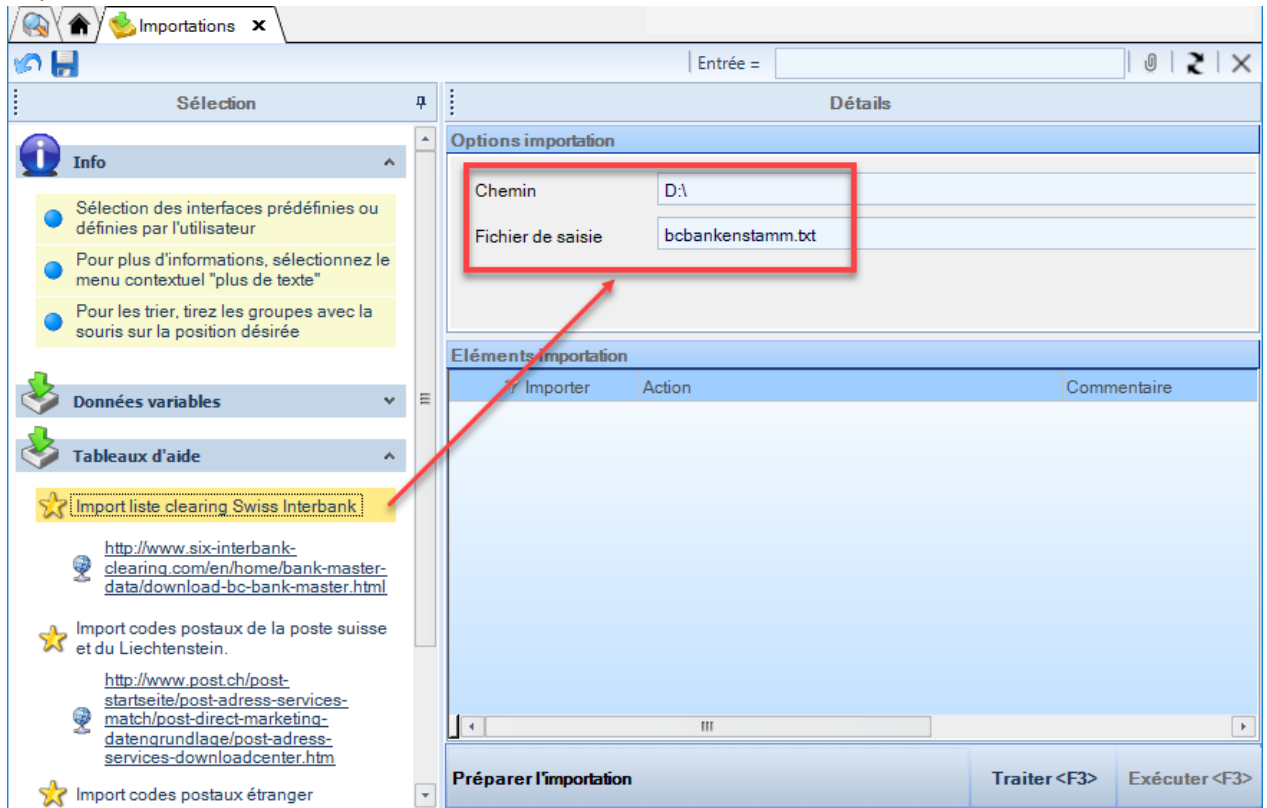 Importations x
Entrée =
Sélection
Détails
Info
Sélection des interfaces prédéfinies ou
définies par l'utilisateur
Pour plus d'informations, sélectionnez le
menu contextuel "plus de texte"
Pour les trier, tirez les groupes avec la
souris sur la position désirée
Données variables
Tableaux d'aide
Import liste clearing Swiss Interbank
http://www.six-interbank-
clearing.com/en/home/bank-master-
data/download-bc-bank-master.html
Import codes postaux de la poste suisse
et du Liechtenstein.
http://www.post.ch/post-
startseite/post-adress-services-
match/post-direct-marketing-
datengrundlage/post-adress-
services-downloadcenter.htm
Import codes postaux étranger
Options importation
Chemin D:\
Fichier de saisie bcbankenstamm.txt
Eléments importation
Importer Action Commentaire
Préparer l'importation Traiter <F3> Exécuter <F3>